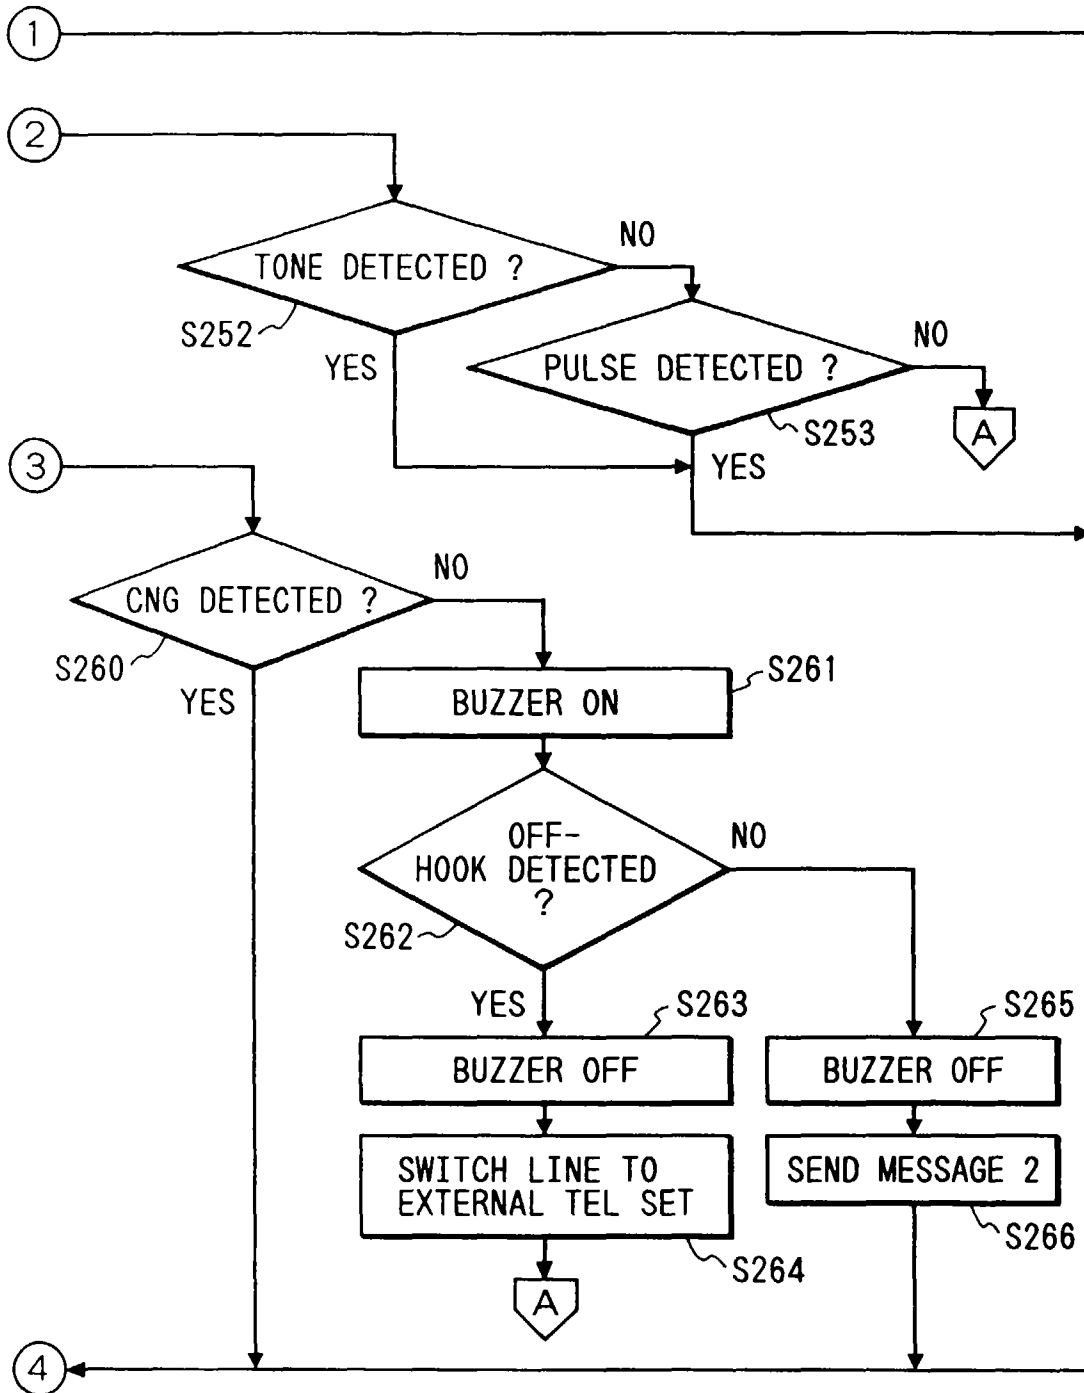 1
2
TONE DETECTED ?
NO
S252
YES
PULSE DETECTED ?
NO
S253
A
YES
3
CNG DETECTED ?
NO
S260
YES
S261
BUZZER ON
OFF-
HOOK DETECTED
?
NO
S262
YES
S263
BUZZER OFF
S265
BUZZER OFF
SWITCH LINE TO
EXTERNAL TEL SET
S264
SEND MESSAGE 2
S266
A
4